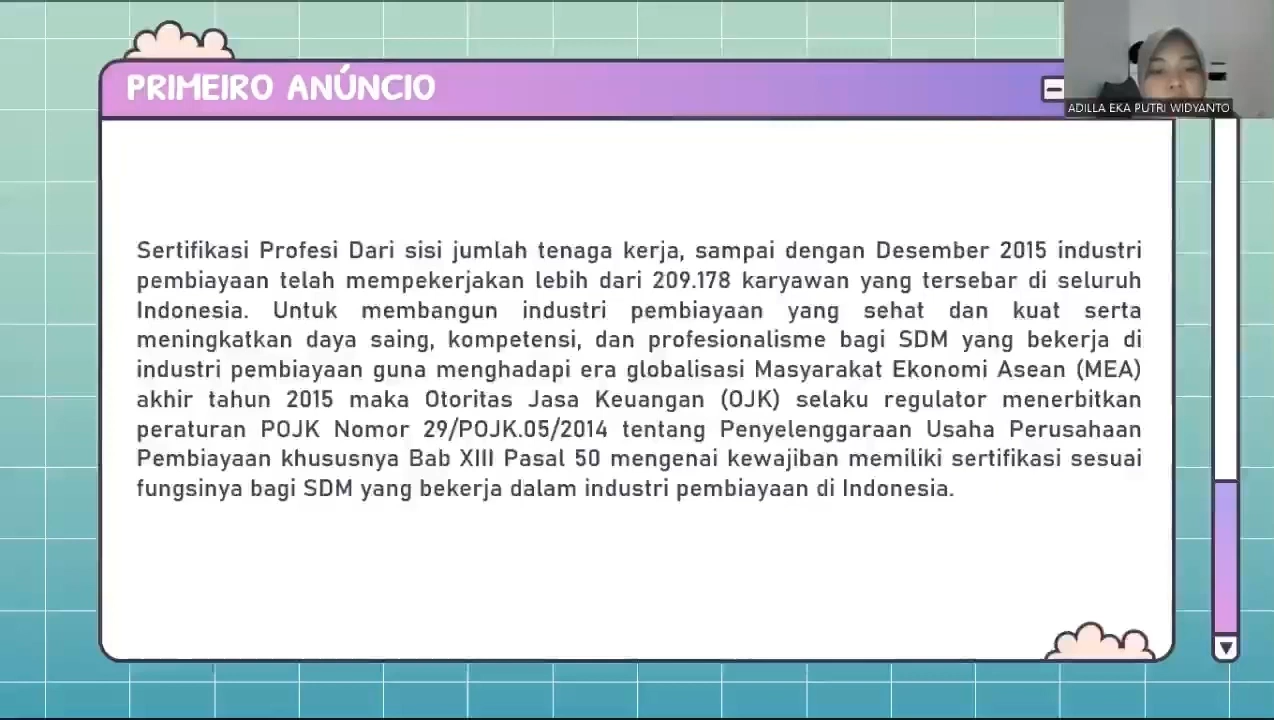 PRIMEIRO ANÚNCIO
ADILLA EKA PUTRI WIDYANTO
Sertifikasi Profesi Dari sisi jumlah tenaga kerja, sampai dengan Desember 2015 industri
pembiayaan telah mempekerjakan lebih dari 209.178 karyawan yang tersebar di seluruh
Indonesia. Untuk membangun industri pembiayaan yang sehat dan kuat serta
meningkatkan daya saing, kompetensi, dan profesionalisme bagi SDM yang bekerja di
industri pembiayaan guna menghadapi era globalisasi Masyarakat Ekonomi Asean (MEA)
akhir tahun 2015 maka Otoritas Jasa Keuangan (OJK) selaku regulator menerbitkan
peraturan POJK Nomor 29/POJK.05/2014 tentang Penyelenggaraan Usaha Perusahaan
Pembiayaan khususnya Bab XIII Pasal 50 mengenai kewajiban memiliki sertifikasi sesuai
fungsinya bagi SDM yang bekerja dalam industri pembiayaan di Indonesia.